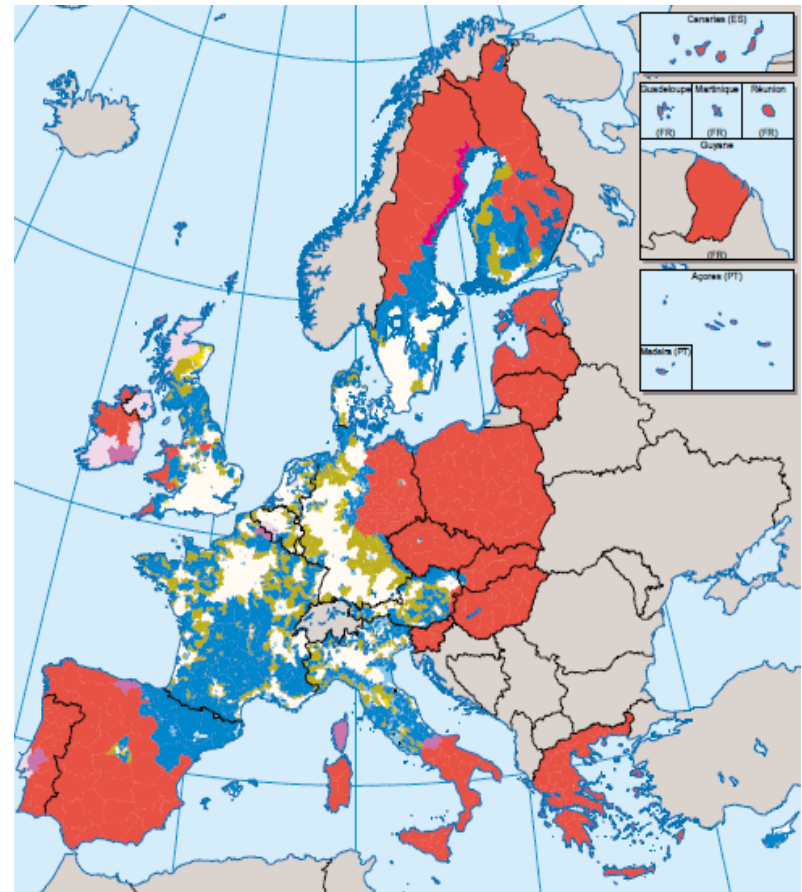 Canarias (ES)
Guadeloupe
Martinique
Réunion
(FR)
(FR)
(FR)
Guyane
(FR)
Açores (PT)
Madeira (PT)